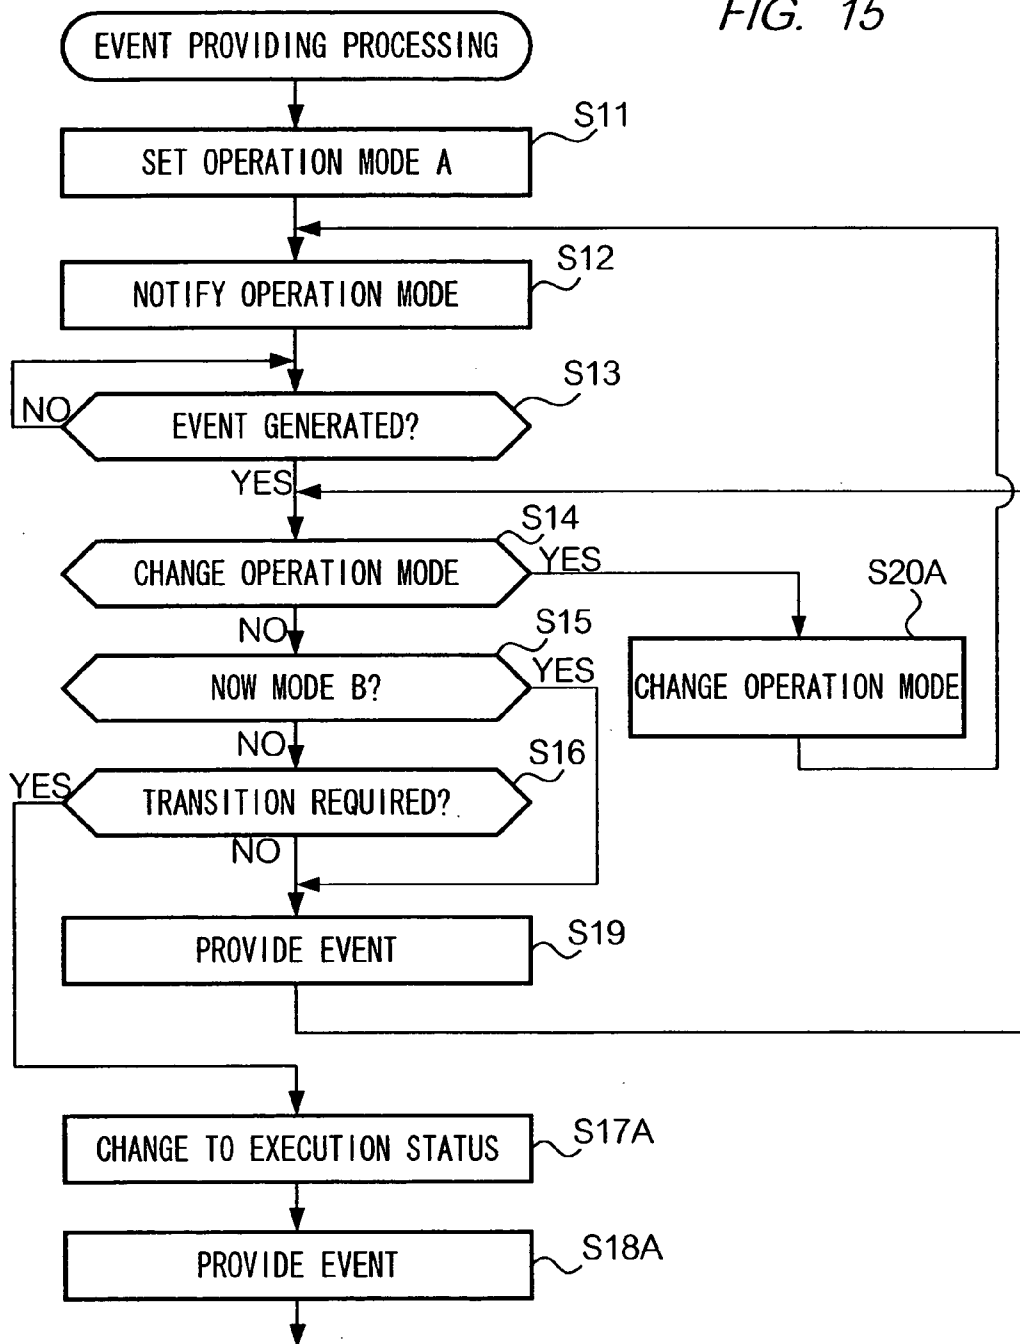 FIG. 15
EVENT PROVIDING PROCESSING
S11
SET OPERATION MODE A
S12
NOTIFY OPERATION MODE
S13
NO
EVENT GENERATED?
YES
S14
CHANGE OPERATION MODE
YES
S20A
CHANGE OPERATION MODE
NO
S15
NOW MODE B?
YES
NO
S16
YES
TRANSITION REQUIRED?
NO
S19
PROVIDE EVENT
S17A
CHANGE TO EXECUTION STATUS
S18A
PROVIDE EVENT